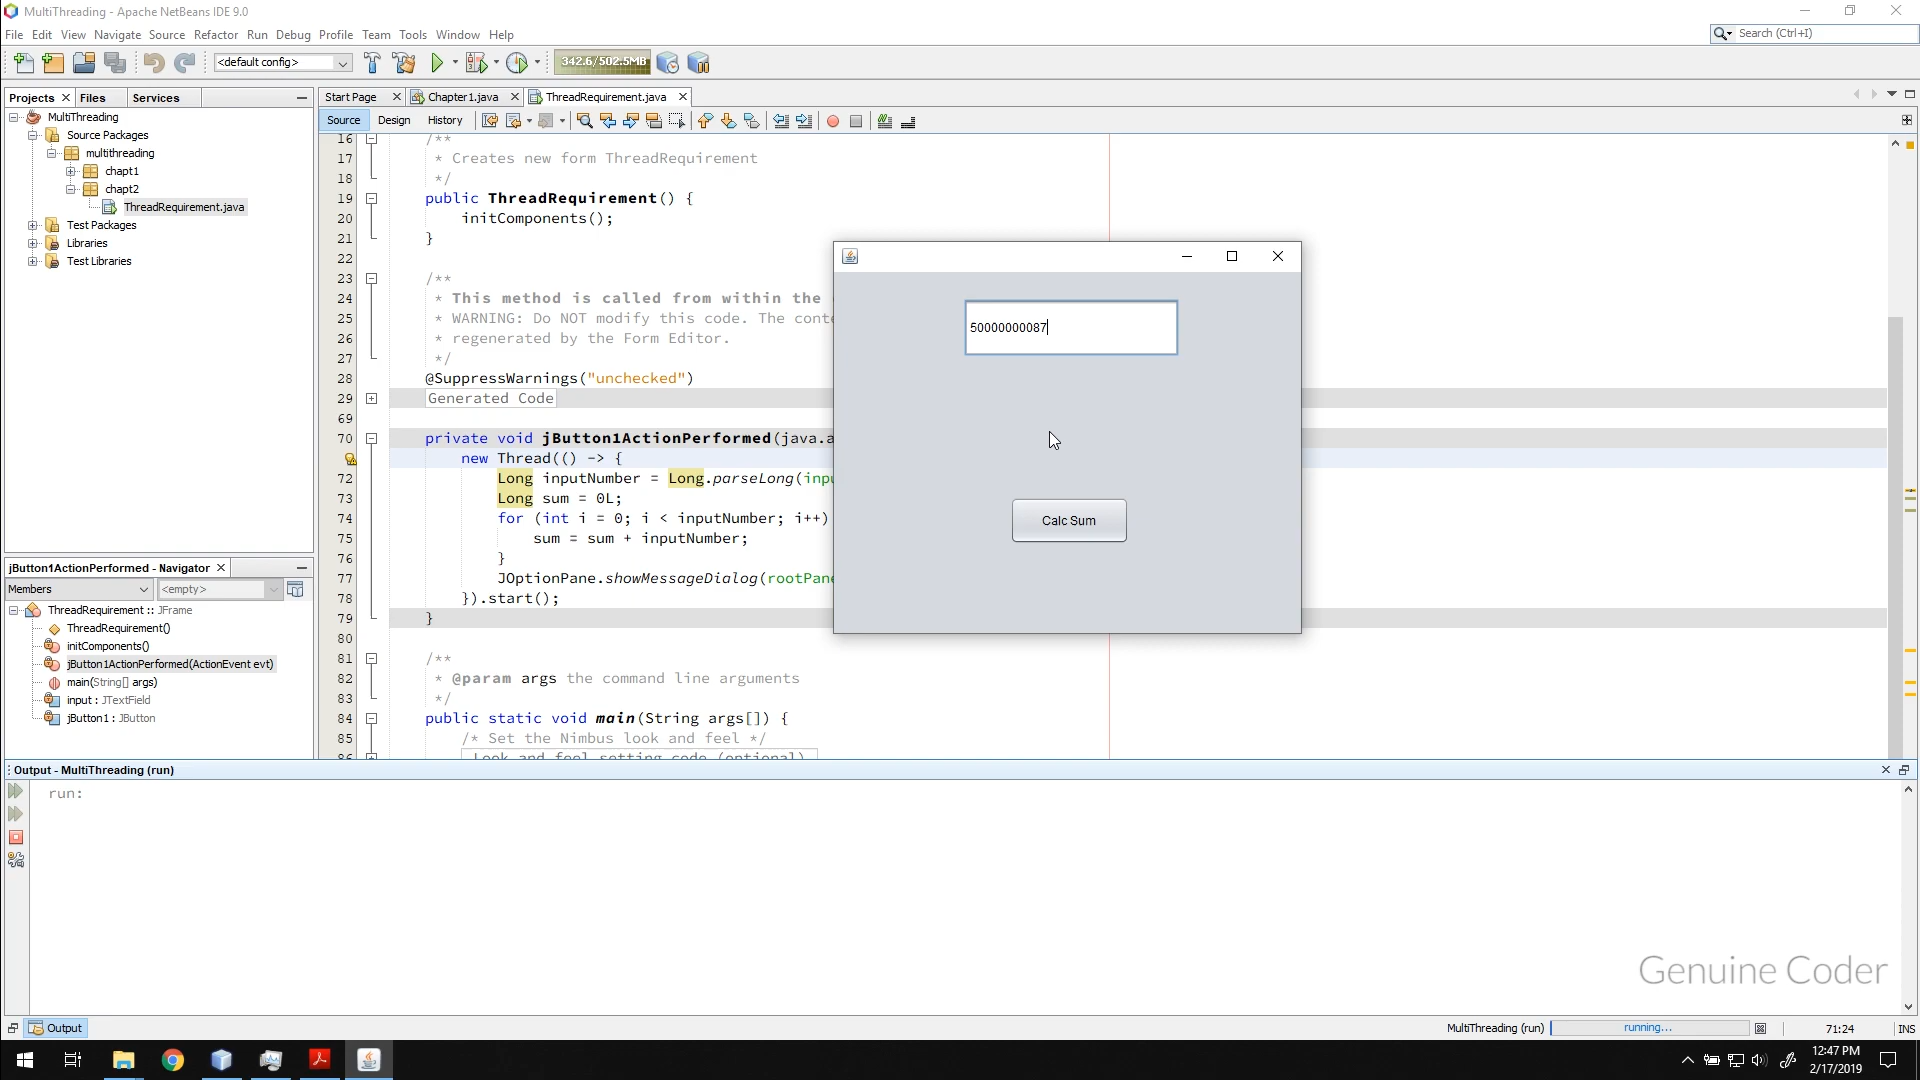 MultiThreading - Apache NetBeans IDE 9.0
File Edit View Navigate Source Refactor Run Debug Profile Team Tools Window Help
Search (Ctrl+I)
<default config>
342.6/502.5MB
Projects Files Services
Start Page Chapter1.java ThreadRequirement.java
Source Design History
MultiThreading
Source Packages
multithreading
chapt1
chapt2
ThreadRequirement.java
Test Packages
Libraries
Test Libraries
16 /**
17 * Creates new form ThreadRequirement
18 */
19 public ThreadRequirement() {
20 initComponents();
21 }
22
23 /**
24 * This method is called from within the
25 * WARNING: Do NOT modify this code. The conte
26 * regenerated by the Form Editor.
27 */
28 @SuppressWarnings("unchecked")
29 Generated Code
69
70 private void jButton1ActionPerformed(java.a
new Thread(() -> {
72 Long inputNumber = Long.parseLong(inpu
73 Long sum = 0L;
74 for (int i = 0; i < inputNumber; i++)
75 sum = sum + inputNumber;
76 }
77 JOptionPane.showMessageDialog(rootPane
78 }).start();
79 }
80
81 /**
82 * @param args the command line arguments
83 */
84 public static void main(String args[]) {
85 /* Set the Nimbus look and feel */
86 Look and feel setting code (optional)
50000000087
Calc Sum
jButton1ActionPerformed - Navigator
Members <empty>
ThreadRequirement :: JFrame
ThreadRequirement()
initComponents()
jButton1ActionPerformed(ActionEvent evt)
main(String[] args)
input : JTextField
jButton1 : JButton
Output - MultiThreading (run)
run:
Genuine Coder
Output
MultiThreading (run) running... 71:24 INS
12:47 PM
2/17/2019